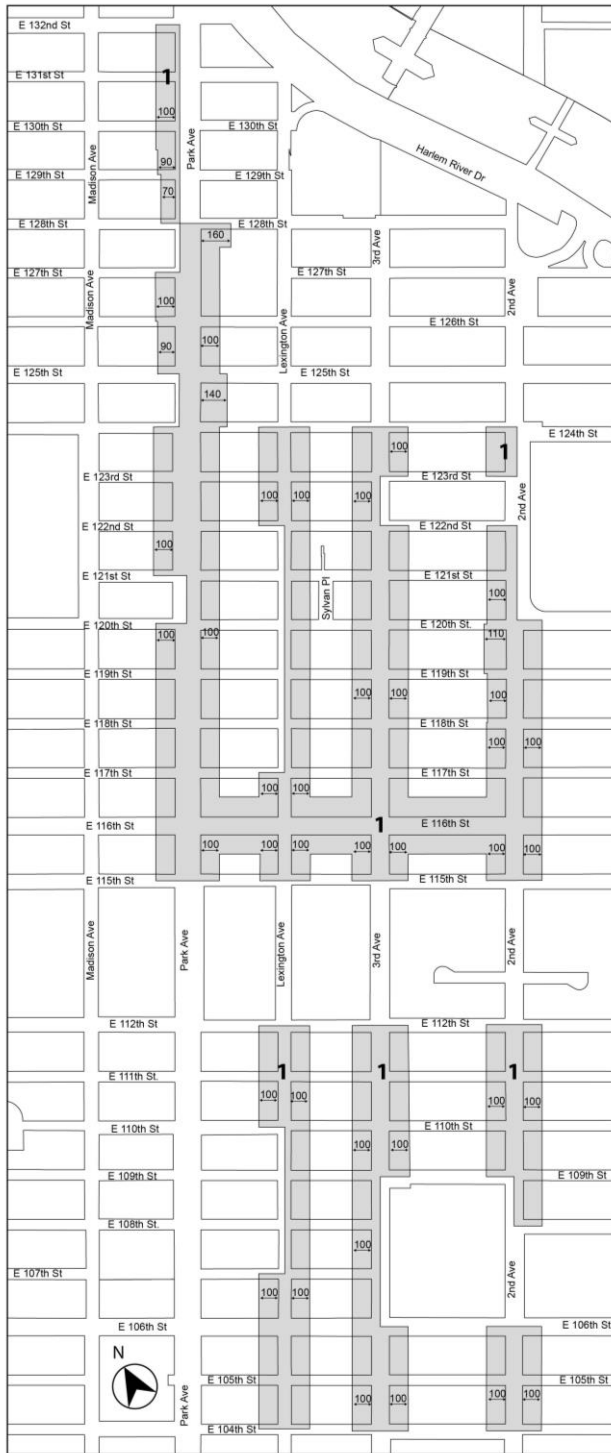 E 132nd St
1
E 131st St
100
E 130th St
E 130th St
Park Ave
Madison Ave
90
E 129th St
E 129th St
Harlem River Dr
70
E 128th St
E 128th St
160
3rd Ave
E 127th St
E 127th St
Madison Ave
2nd Ave
100
E 126th St
Lexington Ave
90
100
E 125th St
E 125th St
140
E 124th St
100
1
E 123rd St
E 123rd St
100
100
100
2nd Ave
E 122nd St
E 122nd St
100
E 121st St
E 121st St
Sylvan Pl
100
E 120th St
E 120th St.
100
100
110
E 119th St
E 119th St
100
100
100
E 118th St
E 118th St
100
100
E 117th St
E 117th St
100
100
E 116th St
1
E 116th St
100
100
100
100
100
100
100
E 115th St
E 115th St
Madison Ave
Park Ave
Lexington Ave
3rd Ave
2nd Ave
E 112th St
E 112th St
1
1
1
E 111th St.
100
100
100
100
E 110th St
E 110th St
100
100
E 109th St
E 109th St
E 108th St.
100
E 107th St
2nd Ave
100
100
E 106th St
E 106th St
N
E 105th St
E 105th St
Park Ave
100
100
100
100
E 104th St